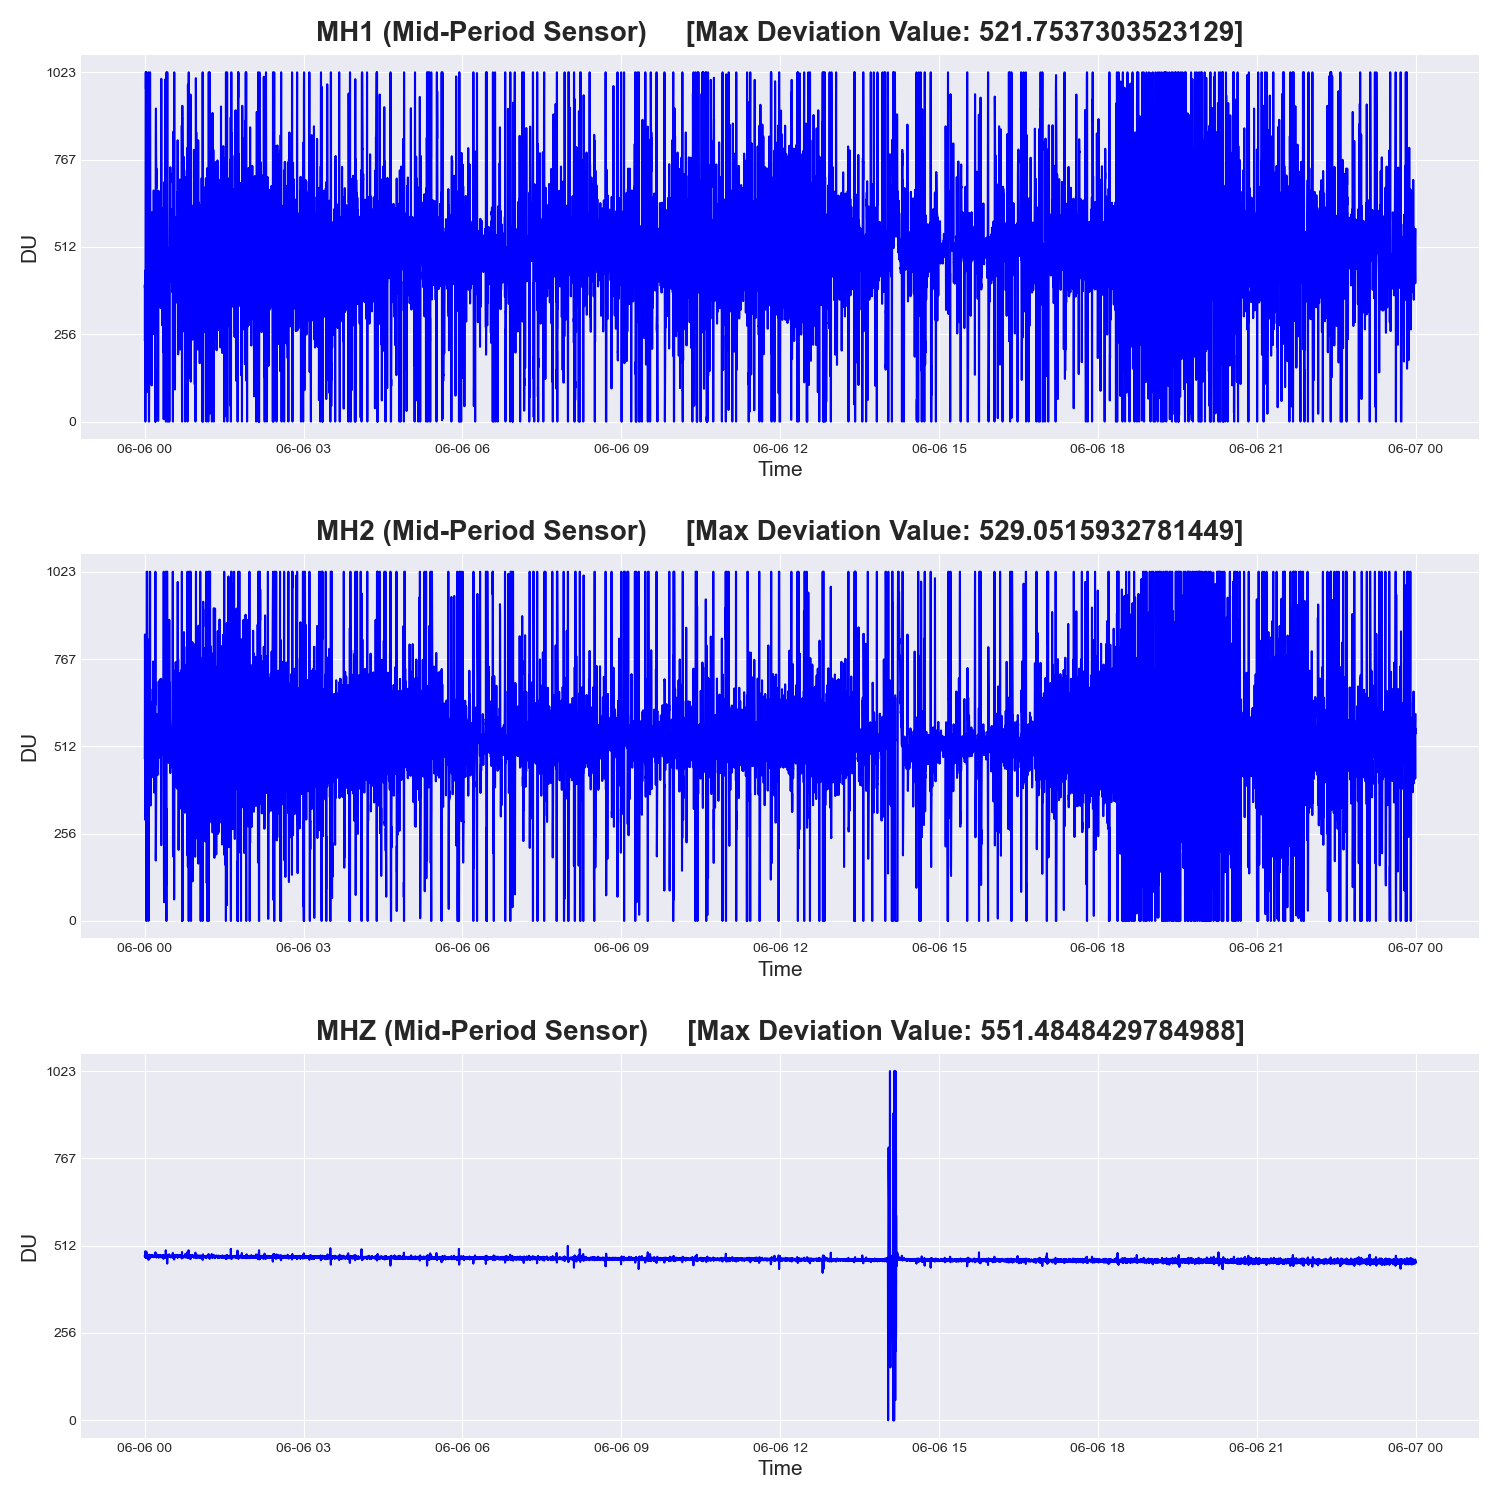 MH1 (Mid-Period Sensor) [Max Deviation Value: 521.7537303523129]
1023
767
512
256
0
DU
06-06 00 06-06 03 06-06 06 06-06 09 06-06 12 06-06 15 06-06 18 06-06 21 06-07 00
Time
MH2 (Mid-Period Sensor) [Max Deviation Value: 529.0515932781449]
1023
767
512
256
0
DU
06-06 00 06-06 03 06-06 06 06-06 09 06-06 12 06-06 15 06-06 18 06-06 21 06-07 00
Time
MHZ (Mid-Period Sensor) [Max Deviation Value: 551.4848429784988]
1023
767
512
256
0
DU
06-06 00 06-06 03 06-06 06 06-06 09 06-06 12 06-06 15 06-06 18 06-06 21 06-07 00
Time